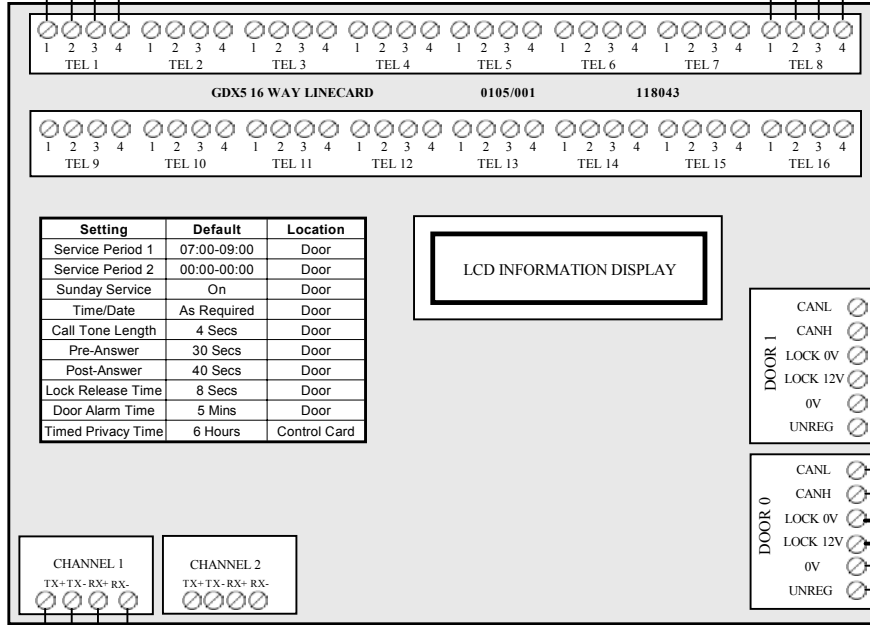 1 2 3 4 1 2 3 4 1 2 3 4 1 2 3 4 1 2 3 4 1 2 3 4 1 2 3 4 1 2 3 4
TEL 1 TEL 2 TEL 3 TEL 4 TEL 5 TEL 6 TEL 7 TEL 8
GDX5 16 WAY LINECARD 0105/001 118043
1 2 3 4 1 2 3 4 1 2 3 4 1 2 3 4 1 2 3 4 1 2 3 4 1 2 3 4 1 2 3 4
TEL 9 TEL 10 TEL 11 TEL 12 TEL 13 TEL 14 TEL 15 TEL 16
Setting Default Location
Service Period 1 07:00-09:00 Door
Service Period 2 00:00-00:00 Door
Sunday Service On Door
Time/Date As Required Door
Call Tone Length 4 Secs Door
Pre-Answer 30 Secs Door
Post-Answer 40 Secs Door
Lock Release Time 8 Secs Door
Door Alarm Time 5 Mins Door
Timed Privacy Time 6 Hours Control Card
LCD INFORMATION DISPLAY
DOOR 1
CANL
CANH
LOCK 0V
LOCK 12V
0V
UNREG
DOOR 0
CANL
CANH
LOCK 0V
LOCK 12V
0V
UNREG
CHANNEL 1
TX+ TX- RX+ RX-
CHANNEL 2
TX+ TX- RX+ RX-